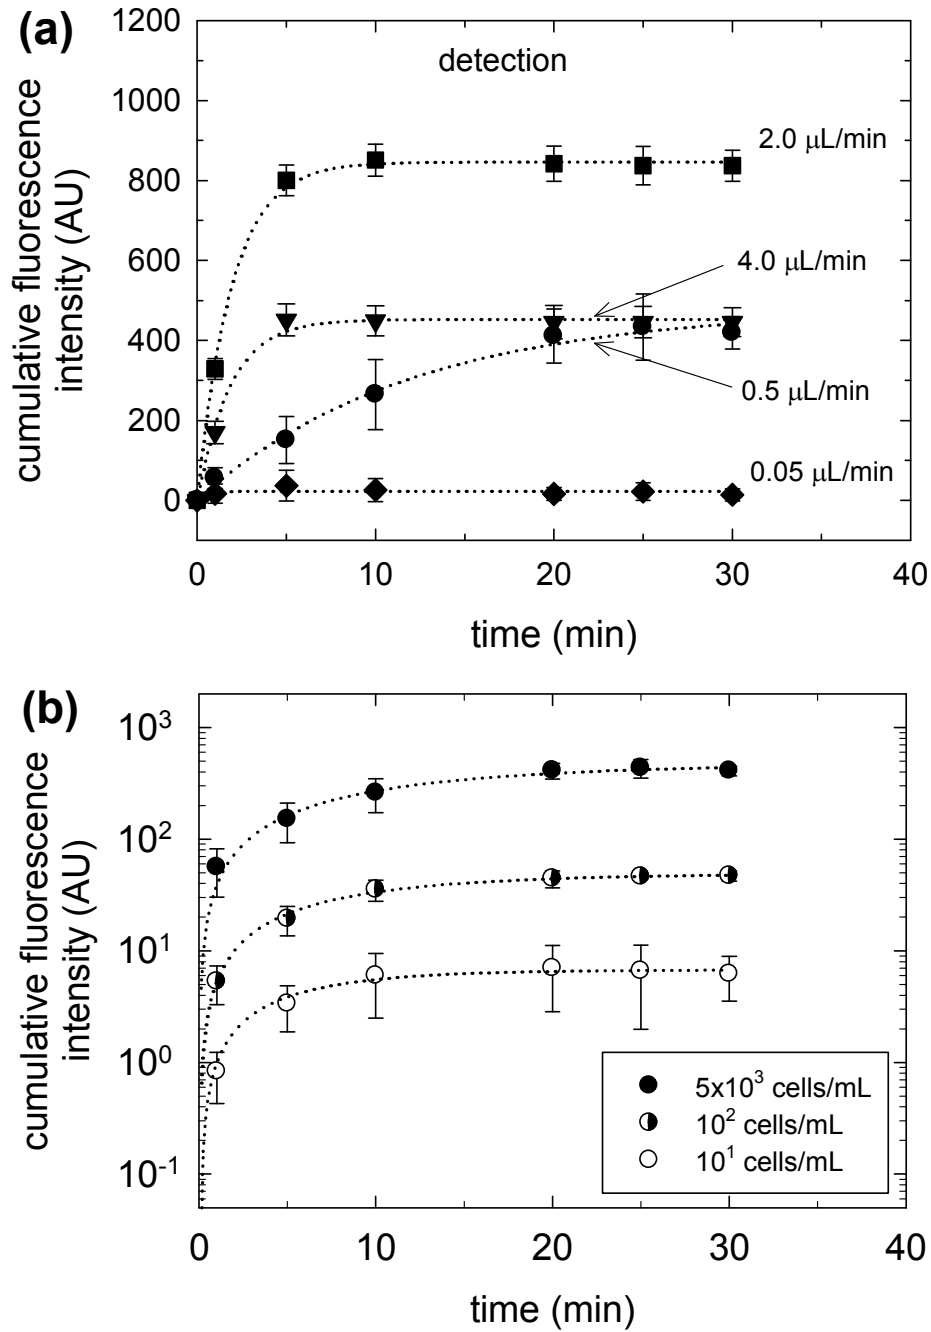 (a)
cumulative fluorescence
intensity (AU)
1200
1000
800
600
400
200
0
detection
2.0 μL/min
4.0 μL/min
0.5 μL/min
0.05 μL/min
0 10 20 30 40
time (min)
(b)
cumulative fluorescence
intensity (AU)
10³
10²
10¹
10⁰
10⁻¹
5x10³ cells/mL
10² cells/mL
10¹ cells/mL
0 10 20 30 40
time (min)